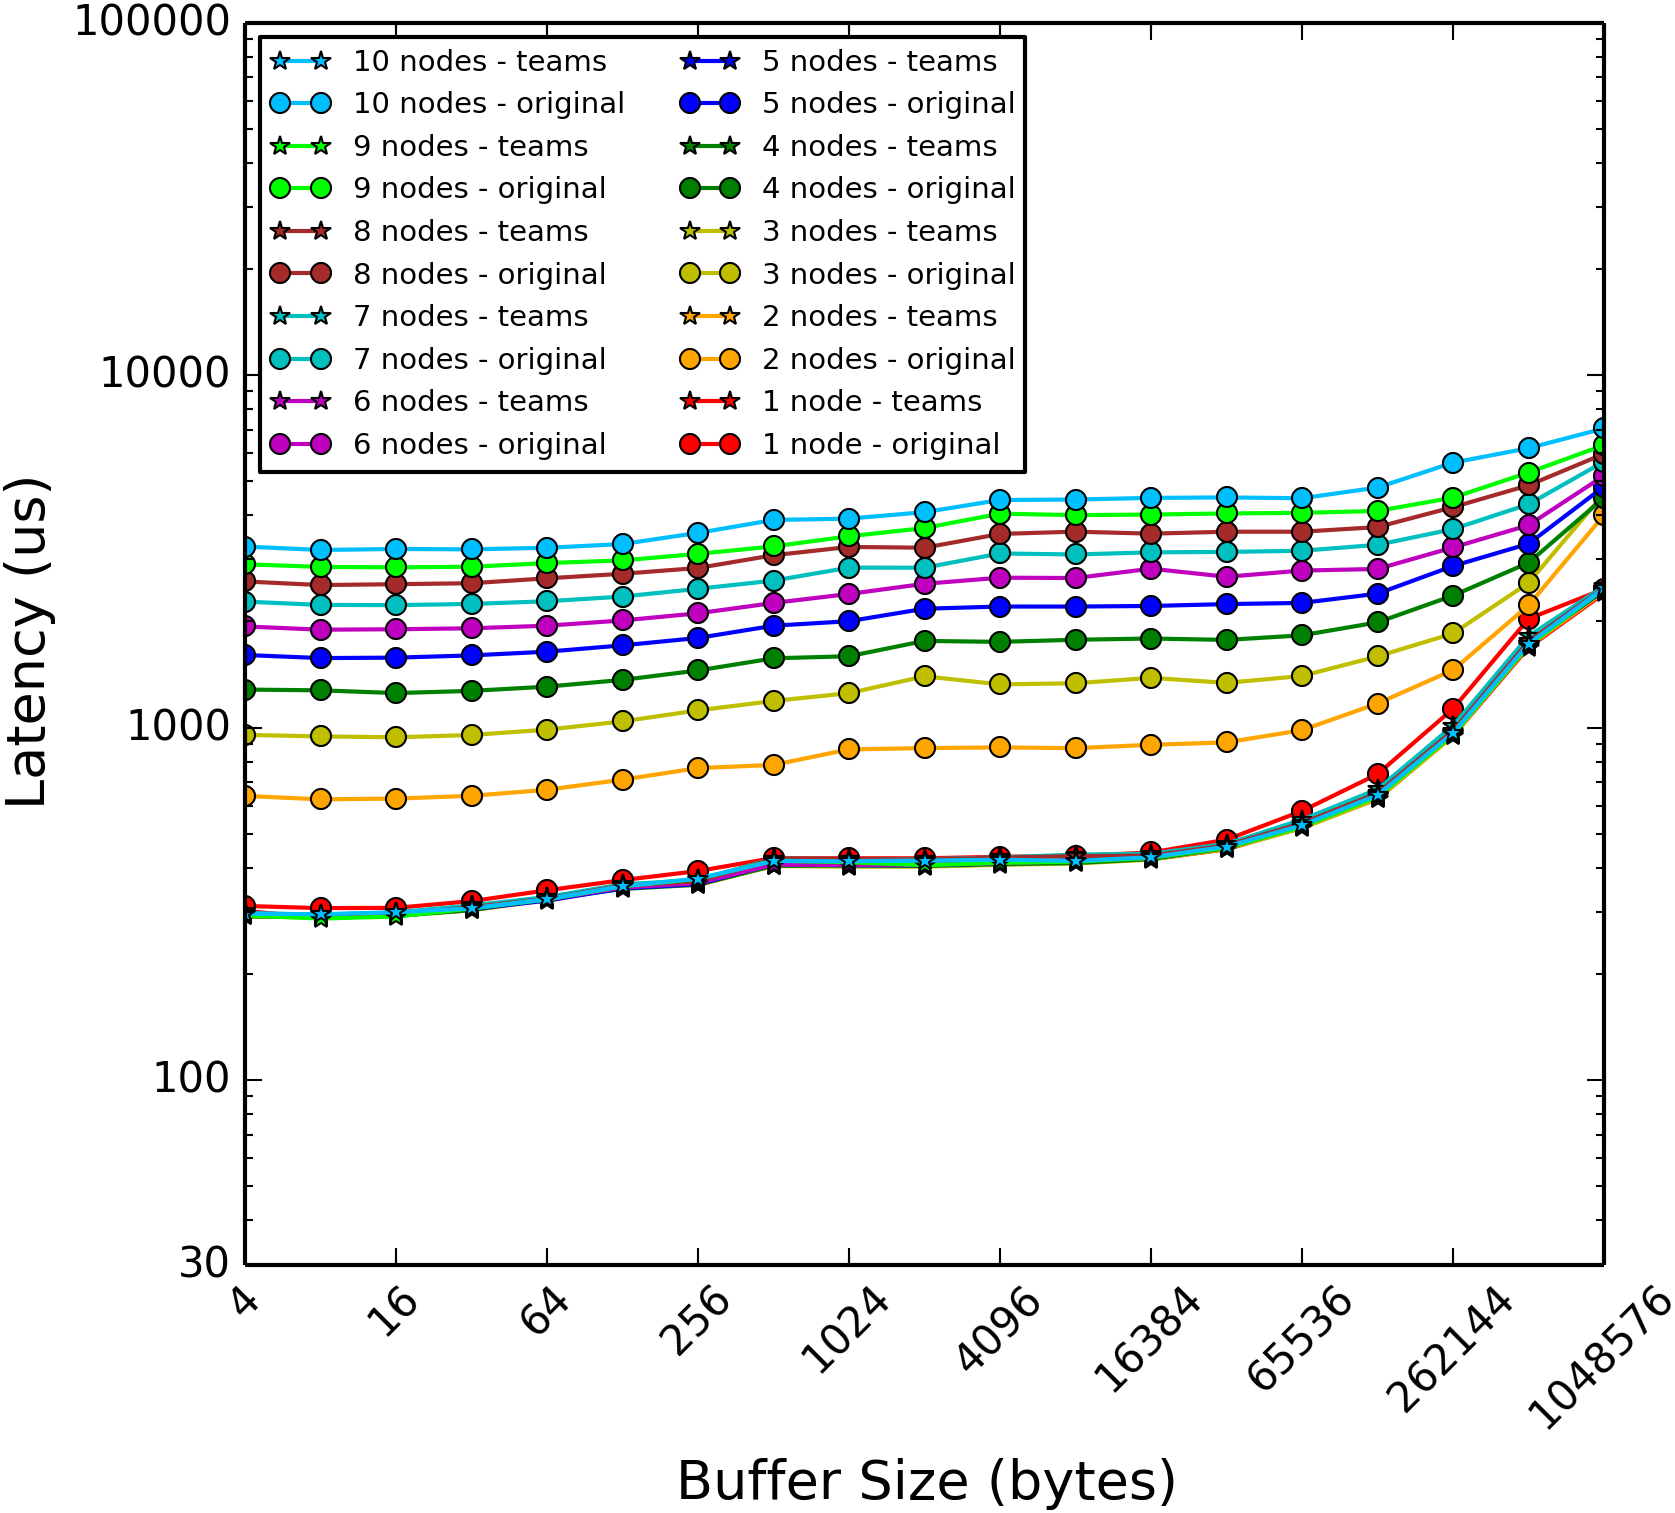 100000
10000
1000
100
30
Latency (us)
10 nodes - teams
10 nodes - original
9 nodes - teams
9 nodes - original
8 nodes - teams
8 nodes - original
7 nodes - teams
7 nodes - original
6 nodes - teams
6 nodes - original
5 nodes - teams
5 nodes - original
4 nodes - teams
4 nodes - original
3 nodes - teams
3 nodes - original
2 nodes - teams
2 nodes - original
1 node - teams
1 node - original
4
16
64
256
1024
4096
16384
65536
262144
1048576
Buffer Size (bytes)